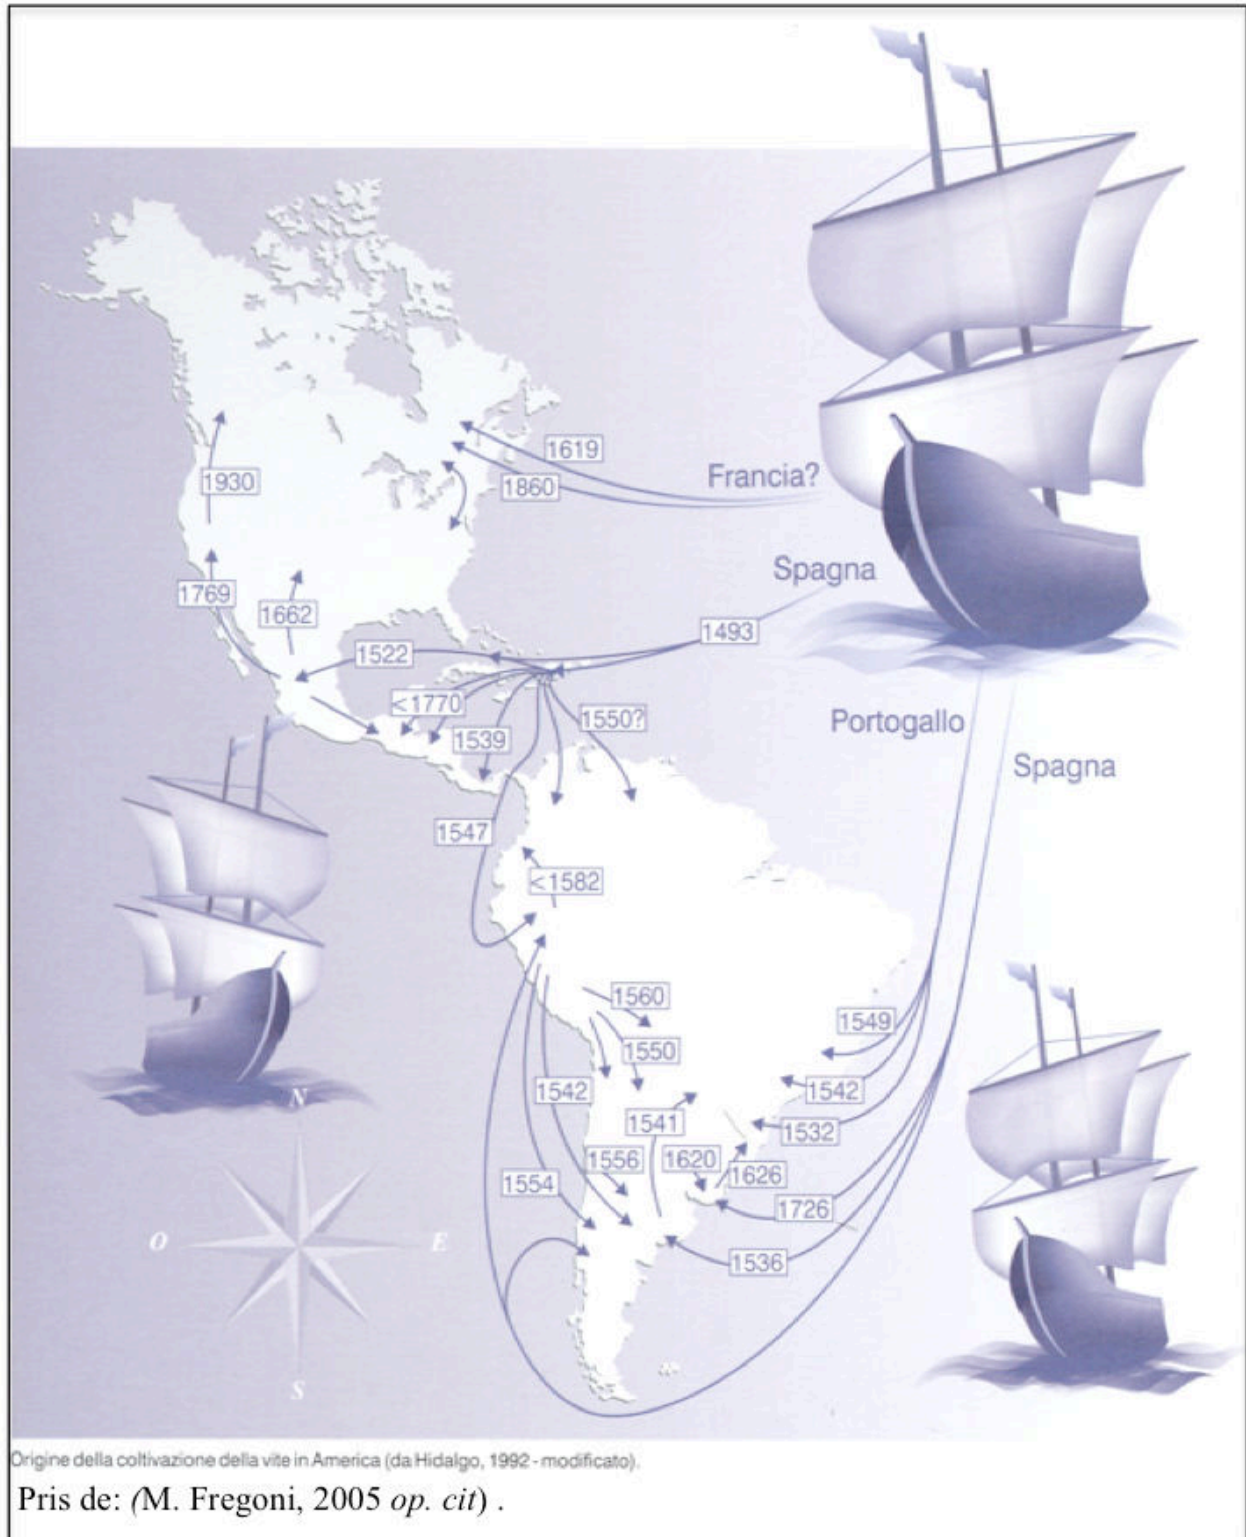 1619
1930
Francia?
1860
Spagna
1769
1662
1493
1522
<1770
1550?
1539
Portogallo
Spagna
1547
<1582
1560
1549
1550
1542
1542
1541
1532
N
1556
1620
1626
1554
1726
O
E
1536
S
Origine della coltivazione della vite in America (da Hidalgo, 1992 - modificato).
Pris de: (M. Fregoni, 2005 op. cit) .